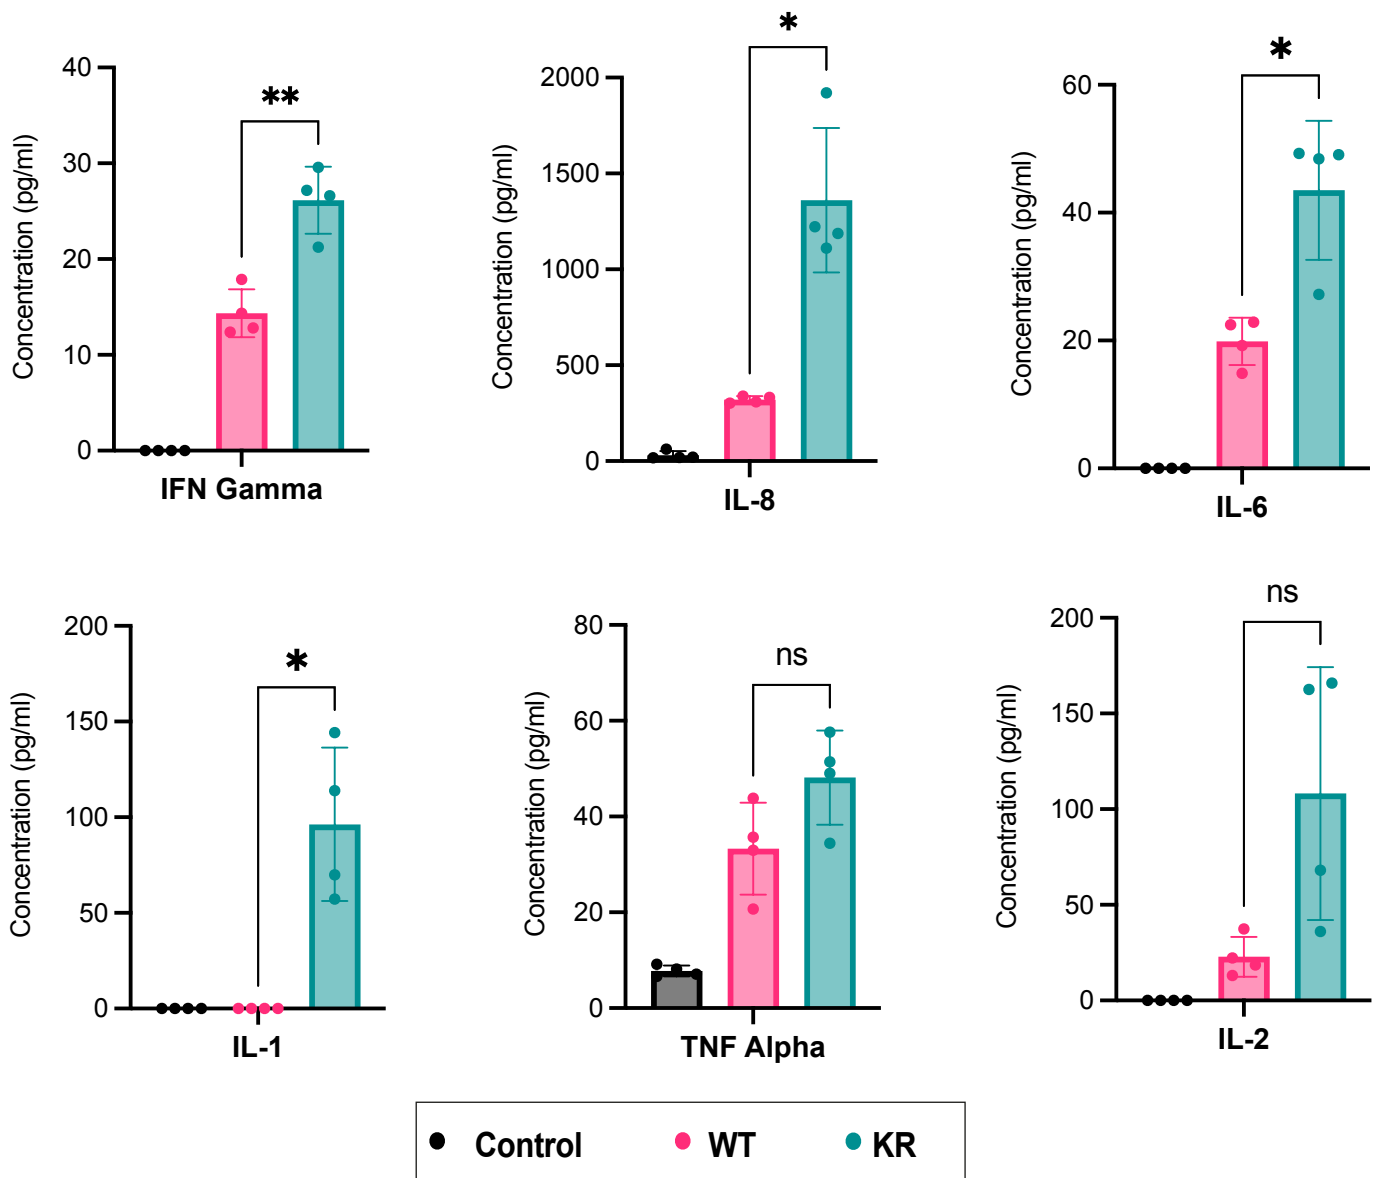 Concentration (pg/ml)
40
30
20
10
0
**
IFN Gamma
Concentration (pg/ml)
2000
1500
1000
500
0
*
IL-8
Concentration (pg/ml)
60
40
20
0
*
IL-6
Concentration (pg/ml)
200
150
100
50
0
*
IL-1
Concentration (pg/ml)
80
60
40
20
0
ns
TNF Alpha
Concentration (pg/ml)
200
150
100
50
0
ns
IL-2
Control WT KR